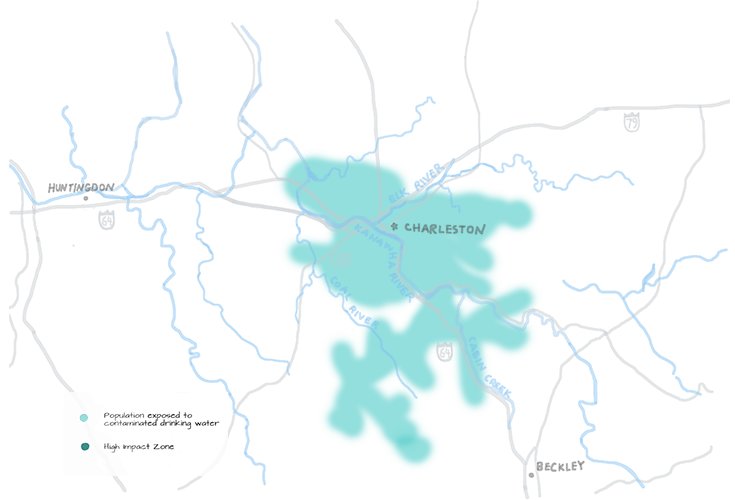 79
ELK RIVER
HUNTINGDON
64
CHARLESTON
KANAWHA RIVER
COAL RIVER
64
CABIN CREEK
Population exposed to
contaminated drinking water
High Impact Zone
BECKLEY